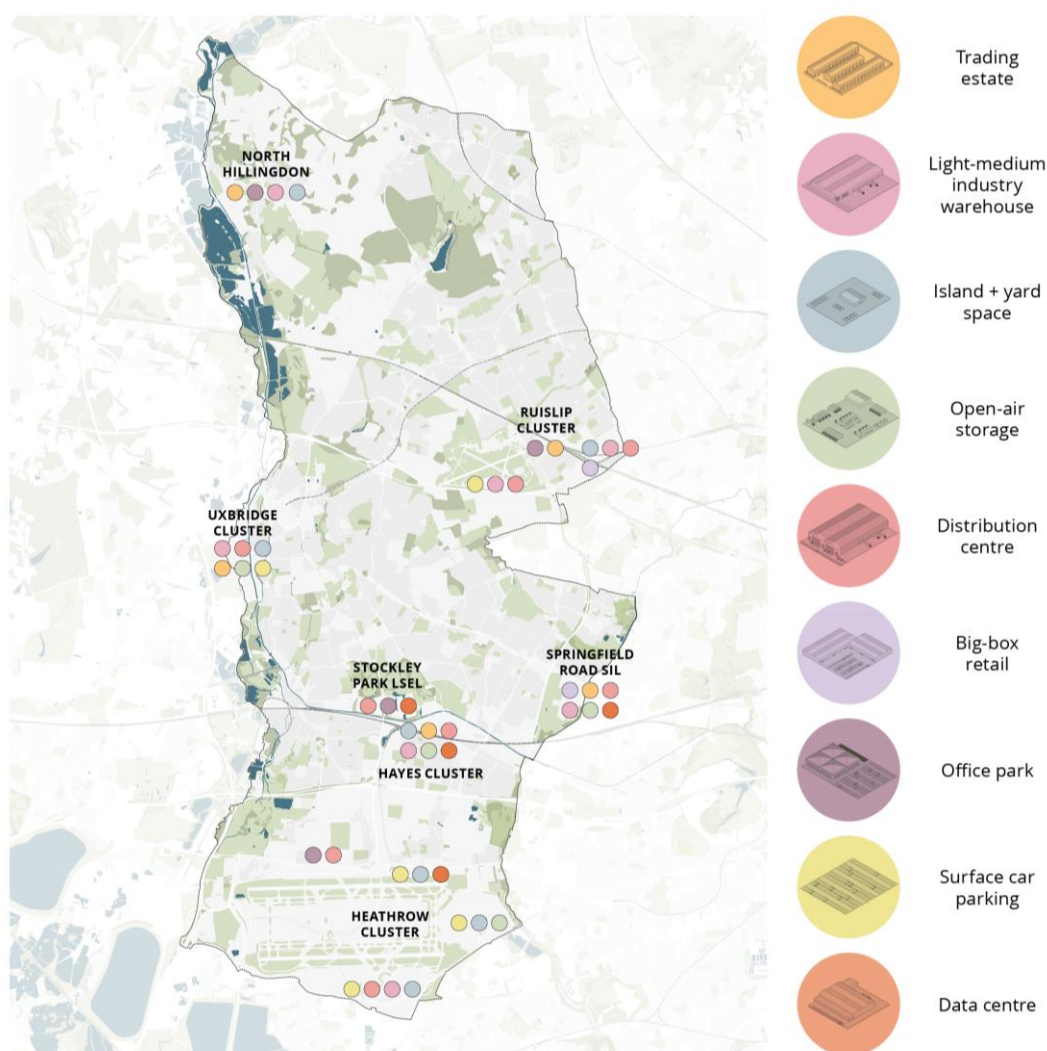 NORTH
HILLINGDON
RUISLIP
CLUSTER
UXBRIDGE
CLUSTER
STOCKLEY
PARK LSEL
SPRINGFIELD
ROAD SIL
HAYES CLUSTER
HEATHROW
CLUSTER
Trading
estate
Light-medium
industry
warehouse
Island + yard
space
Open-air
storage
Distribution
centre
Big-box
retail
Office park
Surface car
parking
Data centre